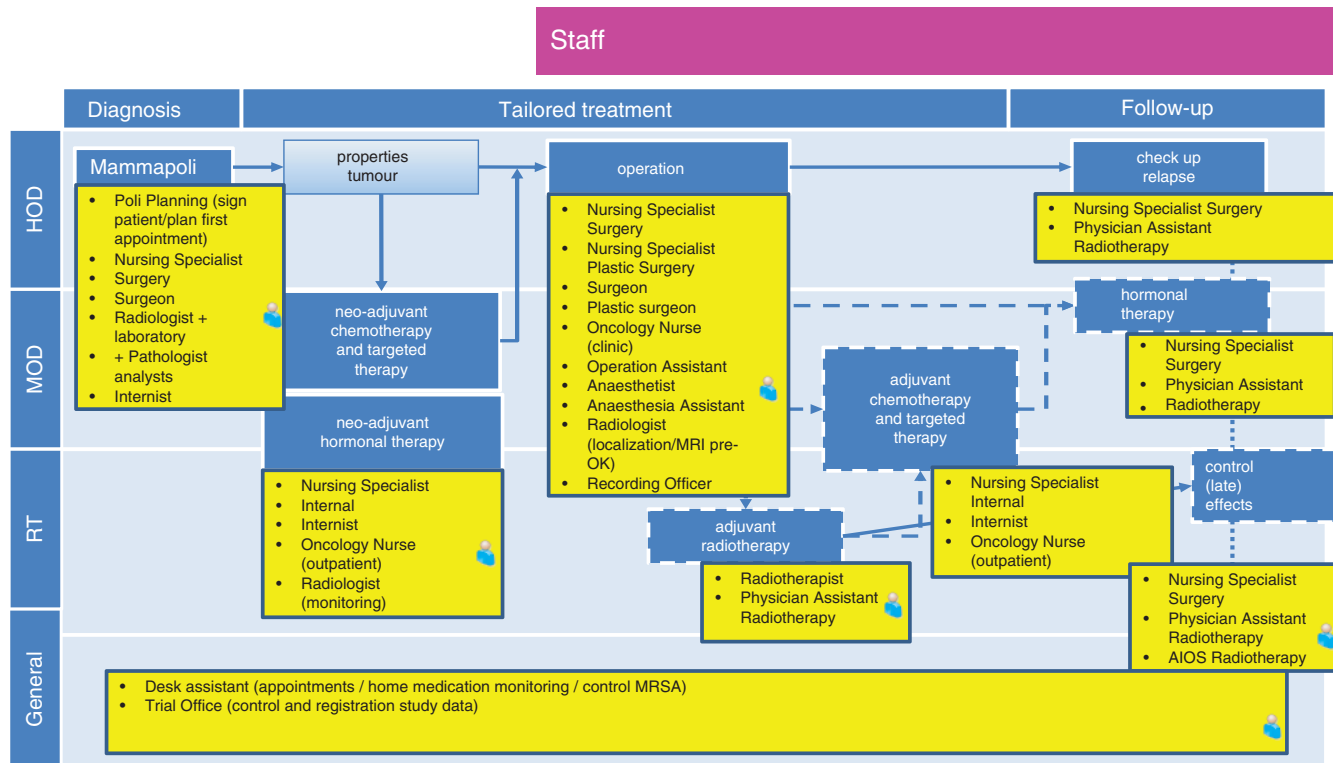 Staff
Diagnosis
Tailored treatment
Follow-up
HOD
Mammapoli
• Poli Planning (sign
patient/plan first
appointment)
• Nursing Specialist
• Surgery
• Surgeon
• Radiologist +
laboratory
• + Pathologist
analysts
• Internist
properties
tumour
operation
• Nursing Specialist
Surgery
• Nursing Specialist
Plastic Surgery
• Surgeon
• Plastic surgeon
• Oncology Nurse
(clinic)
• Operation Assistant
• Anaesthetist
• Anaesthesia Assistant
• Radiologist
(localization/MRI pre-
OK)
• Recording Officer
check up
relapse
• Nursing Specialist Surgery
• Physician Assistant
Radiotherapy
MOD
neo-adjuvant
chemotherapy
and targeted
therapy
neo-adjuvant
hormonal therapy
• Nursing Specialist
• Internal
• Internist
• Oncology Nurse
(outpatient)
• Radiologist
(monitoring)
adjuvant
chemotherapy
and targeted
therapy
• Nursing Specialist
Internal
• Internist
• Oncology Nurse
(outpatient)
hormonal
therapy
• Nursing Specialist
Surgery
• Physician Assistant
• Radiotherapy
RT
adjuvant
radiotherapy
• Radiotherapist
• Physician Assistant
Radiotherapy
control
(late)
effects
• Nursing Specialist
Surgery
• Physician Assistant
Radiotherapy
• AIOS Radiotherapy
General
• Desk assistant (appointments / home medication monitoring / control MRSA)
• Trial Office (control and registration study data)